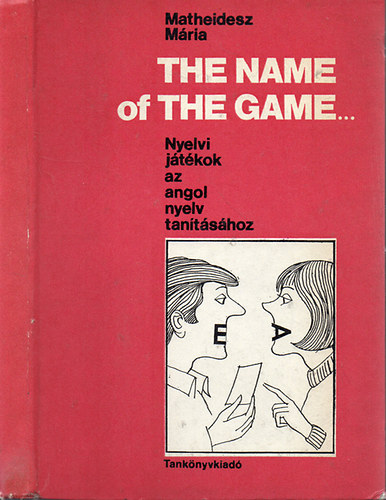 Matheidesz
Mária
THE NAME
of THE GAME...
Nyelvi
játékok
az
angol
nyelv
tanításához
E
A
Tankönyvkiadó